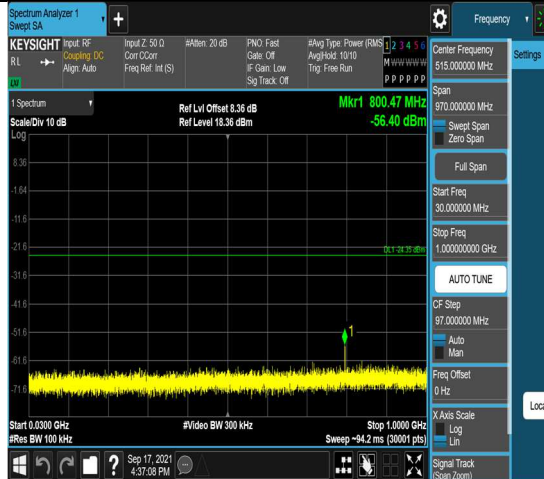 Spectrum Analyzer 1
Swept SA
Frequency
KEYSIGHT
RL
Input: RF
Coupling: DC
Align: Auto
Input Z: 50 Ω
Corr CCorr
Freq Ref: Int (S)
#Atten: 20 dB
PNO: Fast
Gate: Off
IF Gain: Low
Sig Track: Off
#Avg Type: Power (RMS
Avg|Hold: 10/10
Trig: Free Run
1 2 3 4 5 6
M W W W W W
P P P P P P
Center Frequency
515.000000 MHz
Settings
Span
970.000000 MHz
Swept Span
Zero Span
Full Span
Start Freq
30.000000 MHz
Stop Freq
1.000000000 GHz
AUTO TUNE
CF Step
97.000000 MHz
Auto
Man
Freq Offset
0 Hz
X Axis Scale
Log
Lin
Signal Track
(Span Zoom)
Loca
1 Spectrum
Scale/Div 10 dB
Ref Lvl Offset 8.36 dB
Ref Level 18.36 dBm
Mkr1 800.47 MHz
-56.40 dBm
Log
8.36
-1.64
-11.6
-21.6
DL1 -24.35 dBm
-31.6
-41.6
-51.6
1
-61.6
-71.6
Start 0.0300 GHz
#Res BW 100 kHz
#Video BW 300 kHz
Stop 1.0000 GHz
Sweep ~94.2 ms (30001 pts)
Sep 17, 2021
4:37:08 PM